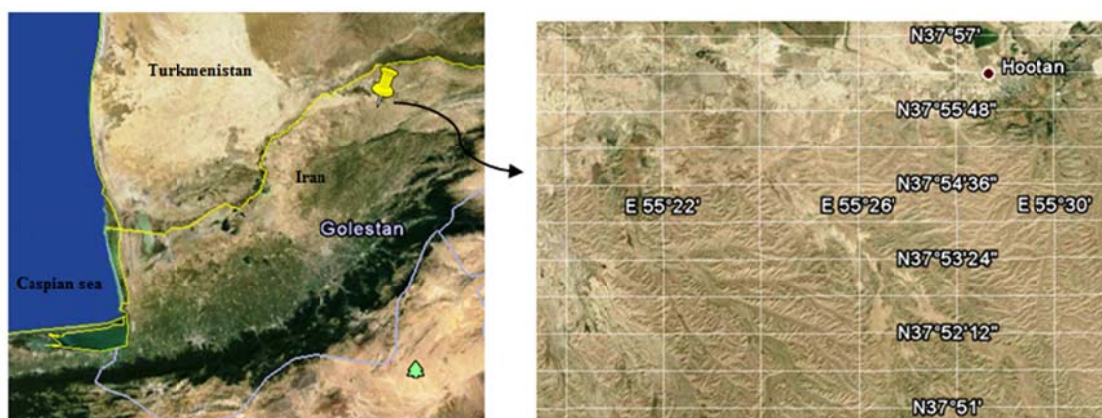 Turkmenistan
Iran
Golestan
Caspian sea
N37°57'
Hootan
N37°55'48"
N37°54'36"
E 55°22' E 55°26' E 55°30'
N37°53'24"
N37°52'12"
N37°51'